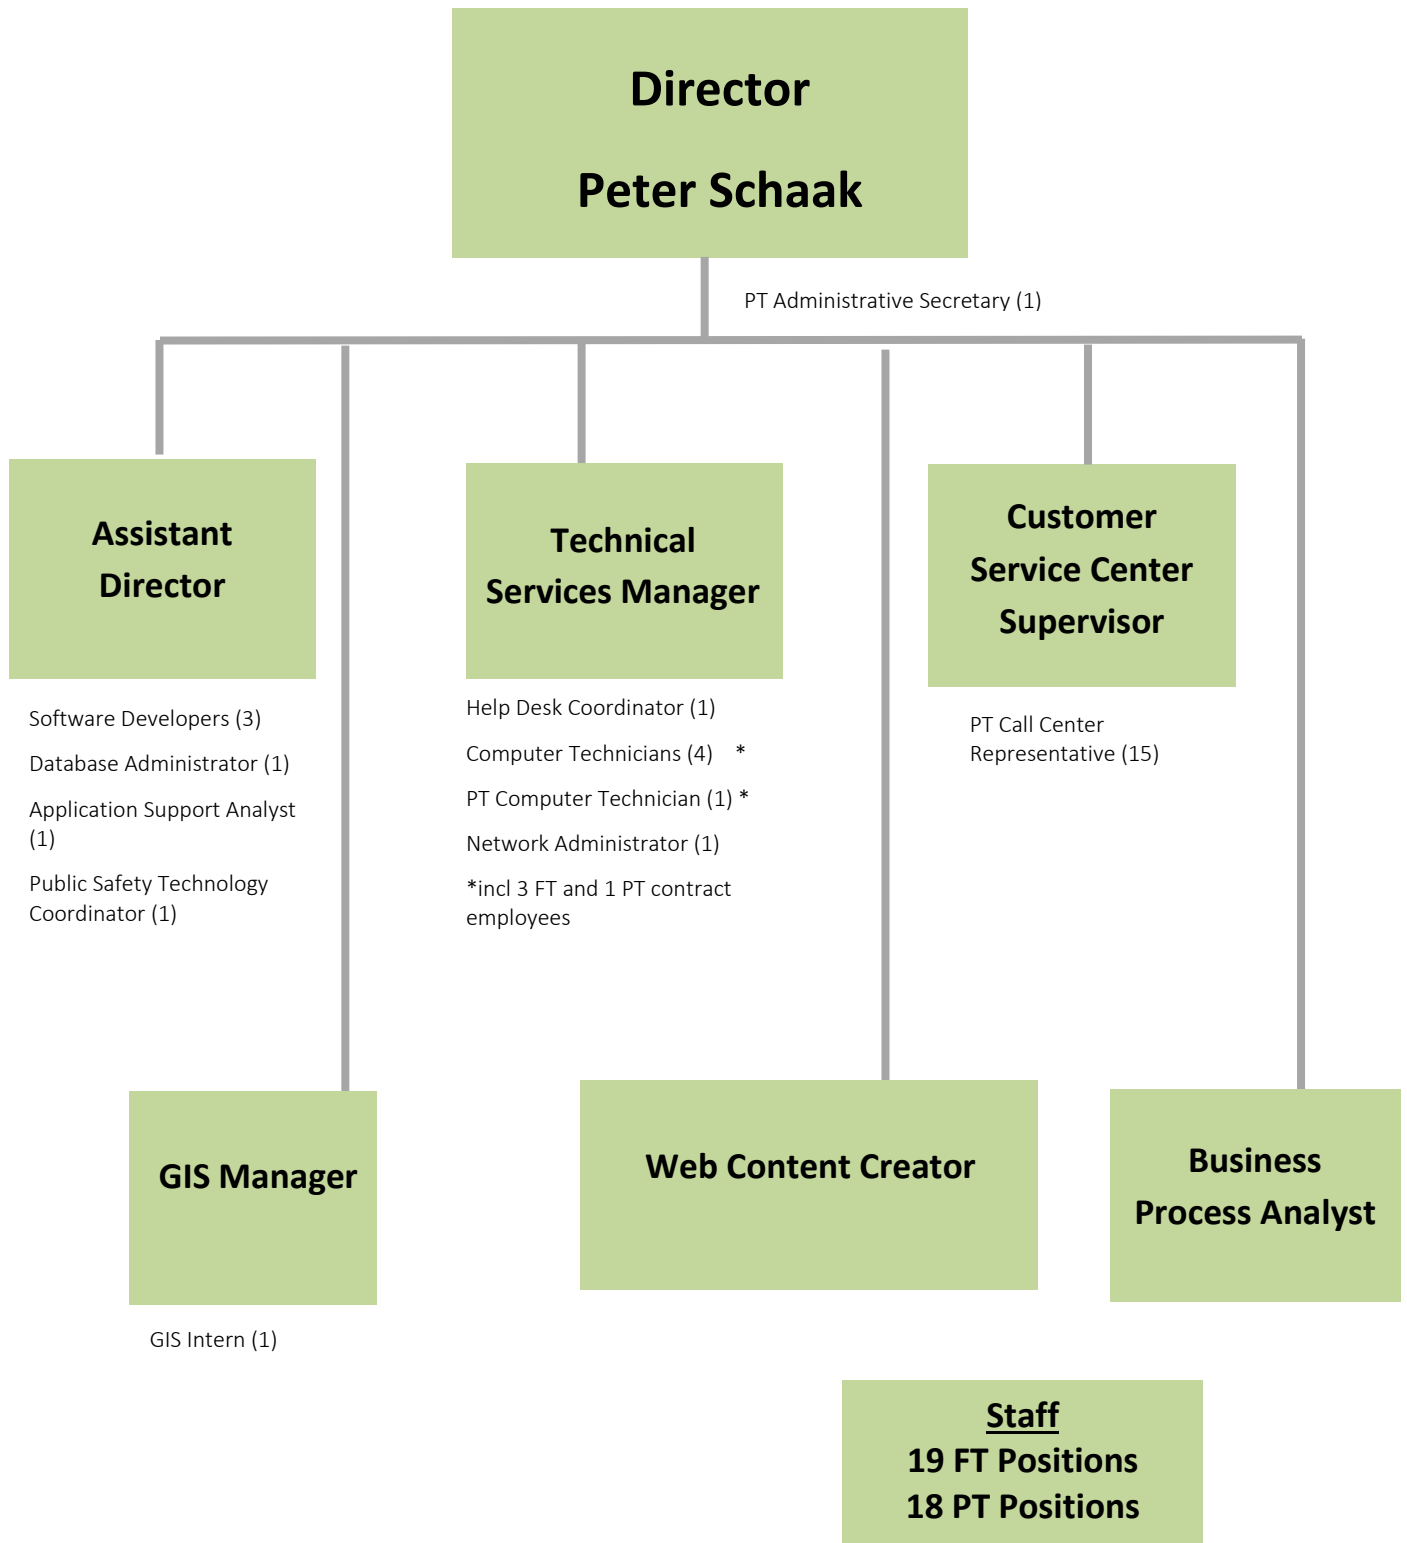 Director
Peter Schaak
PT Administrative Secretary (1)
Assistant
Director
Software Developers (3)
Database Administrator (1)
Application Support Analyst
(1)
Public Safety Technology
Coordinator (1)
Technical
Services Manager
Help Desk Coordinator (1)
Computer Technicians (4) *
PT Computer Technician (1) *
Network Administrator (1)
*incl 3 FT and 1 PT contract
employees
Customer
Service Center
Supervisor
PT Call Center
Representative (15)
GIS Manager
GIS Intern (1)
Web Content Creator
Business
Process Analyst
Staff
19 FT Positions
18 PT Positions